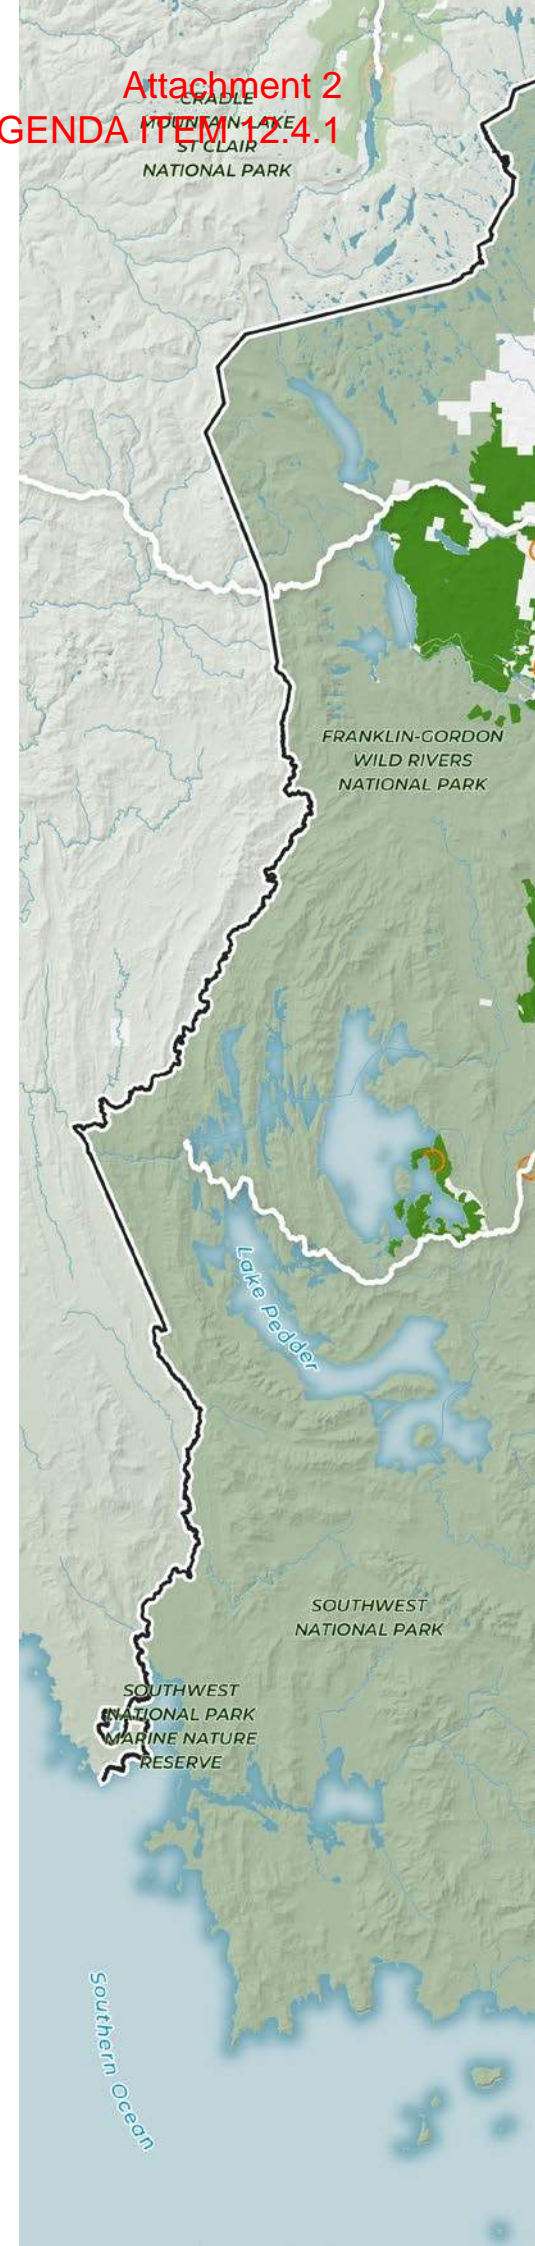 Attachment 2
GENDA ITEM 12.4.1
CRADLE
MOUNTAIN-LAKE
ST CLAIR
NATIONAL PARK
FRANKLIN-GORDON
WILD RIVERS
NATIONAL PARK
Lake Pedder
SOUTHWEST
NATIONAL PARK
SOUTHWEST
NATIONAL PARK
MARINE NATURE
RESERVE
Southern Ocean